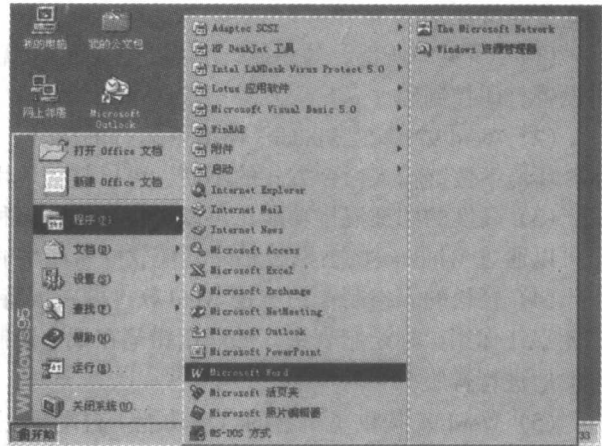 我的电脑
我的公文包
网上邻居
Microsoft
Outlook
打开 Office 文档
新建 Office 文档
程序(P)
文档(D)
设置(S)
查找(F)
帮助(H)
运行(R)...
关闭系统(U)...
Windows95
开始
Adaptec SCSI
HP DeskJet 工具
Intel LANDesk Virus Protect 5.0
Lotus 应用软件
Microsoft Visual Basic 5.0
WinRAR
附件
启动
Internet Explorer
Internet Mail
Internet News
Microsoft Access
Microsoft Excel
Microsoft Exchange
Microsoft NetMeeting
Microsoft Outlook
Microsoft PowerPoint
Microsoft Word
Microsoft 活页夹
Microsoft 照片编辑器
MS-DOS 方式
The Microsoft Network
Windows 资源管理器
33